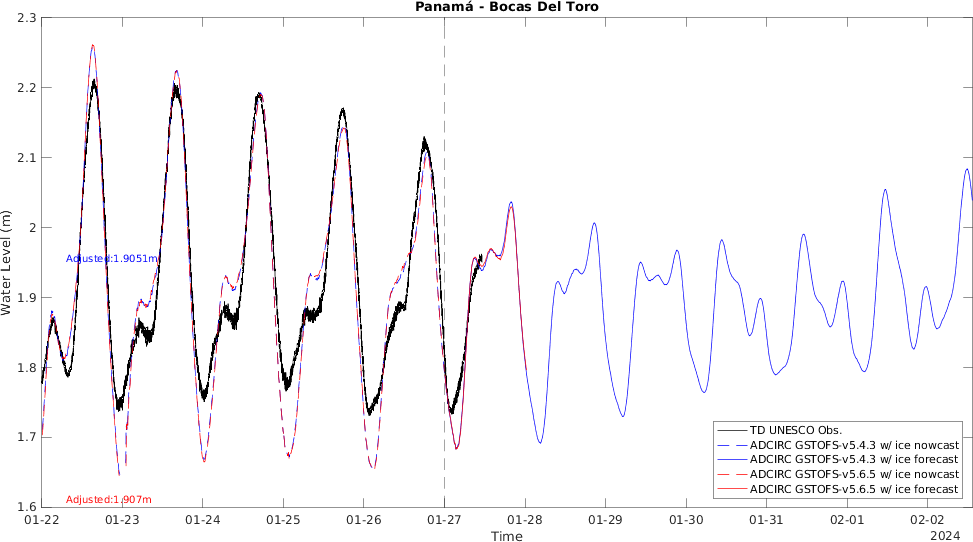 Panamá - Bocas Del Toro
Water Level (m)
2.3
2.2
2.1
2
1.9
1.8
1.7
1.6
Adjusted:1.9051m
Adjusted:1.907m
TD UNESCO Obs.
ADCIRC GSTOFS-v5.4.3 w/ ice nowcast
ADCIRC GSTOFS-v5.4.3 w/ ice forecast
ADCIRC GSTOFS-v5.6.5 w/ ice nowcast
ADCIRC GSTOFS-v5.6.5 w/ ice forecast
01-22 01-23 01-24 01-25 01-26 01-27 01-28 01-29 01-30 01-31 02-01 02-02
Time
2024